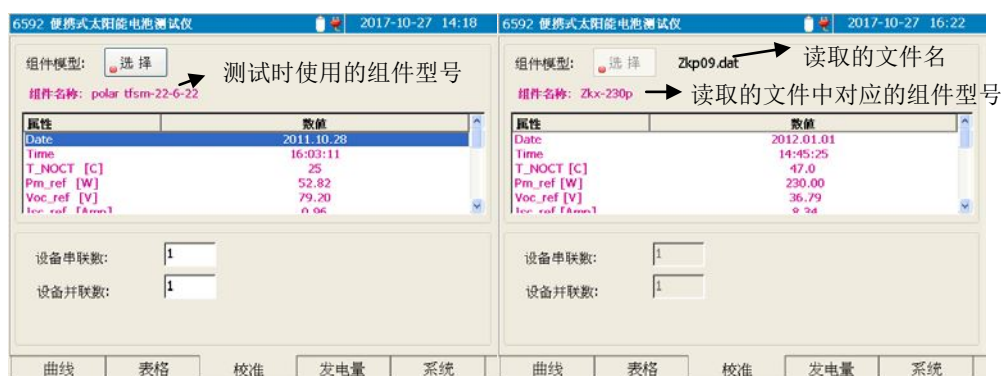 6592 便携式太阳能电池测试仪 2017-10-27 14:18
组件模型: 选 择
测试时使用的组件型号
组件名称: polar tfsm-22-6-22
属性 数值
Date 2011.10.28
Time 16:03:11
T_NOCT [C] 25
Pm_ref [W] 52.82
Voc_ref [V] 79.20
Isc_ref [Amp] 0.96
设备串联数: 1
设备并联数: 1
曲线 表格 校准 发电量 系统
6592 便携式太阳能电池测试仪 2017-10-27 16:22
组件模型: 选 择 Zkp09.dat 读取的文件名
组件名称: Zkx-230p 读取的文件中对应的组件型号
属性 数值
Date 2012.01.01
Time 14:45:25
T_NOCT [C] 47.0
Pm_ref [W] 230.00
Voc_ref [V] 36.79
Isc_ref [Amp] 8.34
设备串联数: 1
设备并联数: 1
曲线 表格 校准 发电量 系统